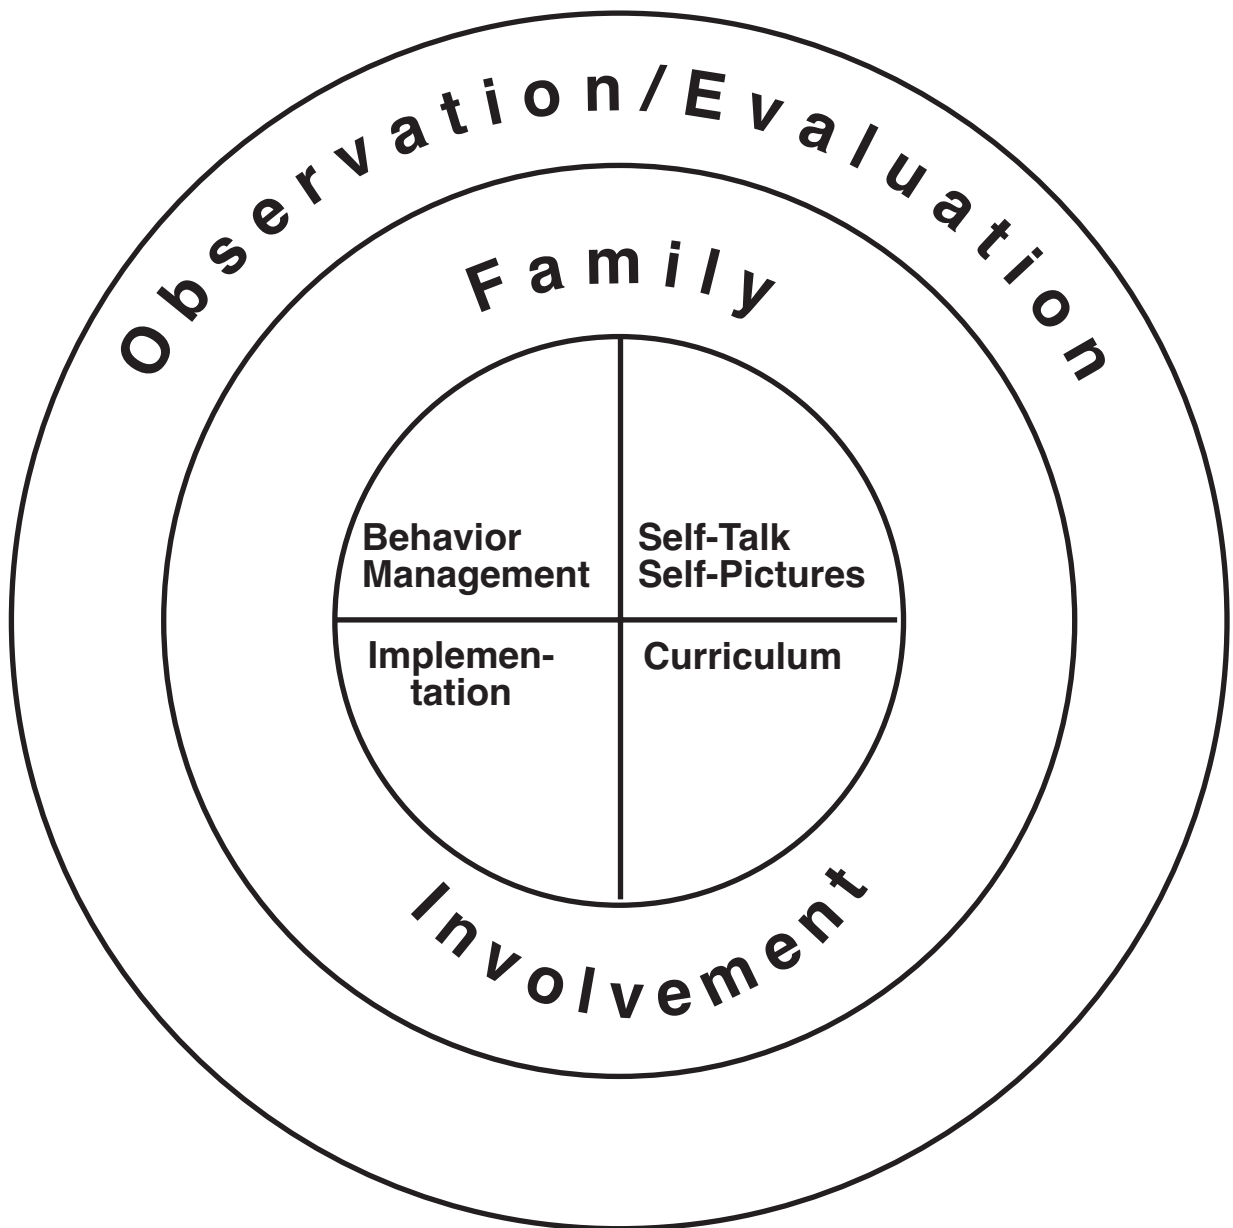 Observation/Evaluation
Family
Behavior
Management
Self-Talk
Self-Pictures
Implemen-
tation
Curriculum
Involvement